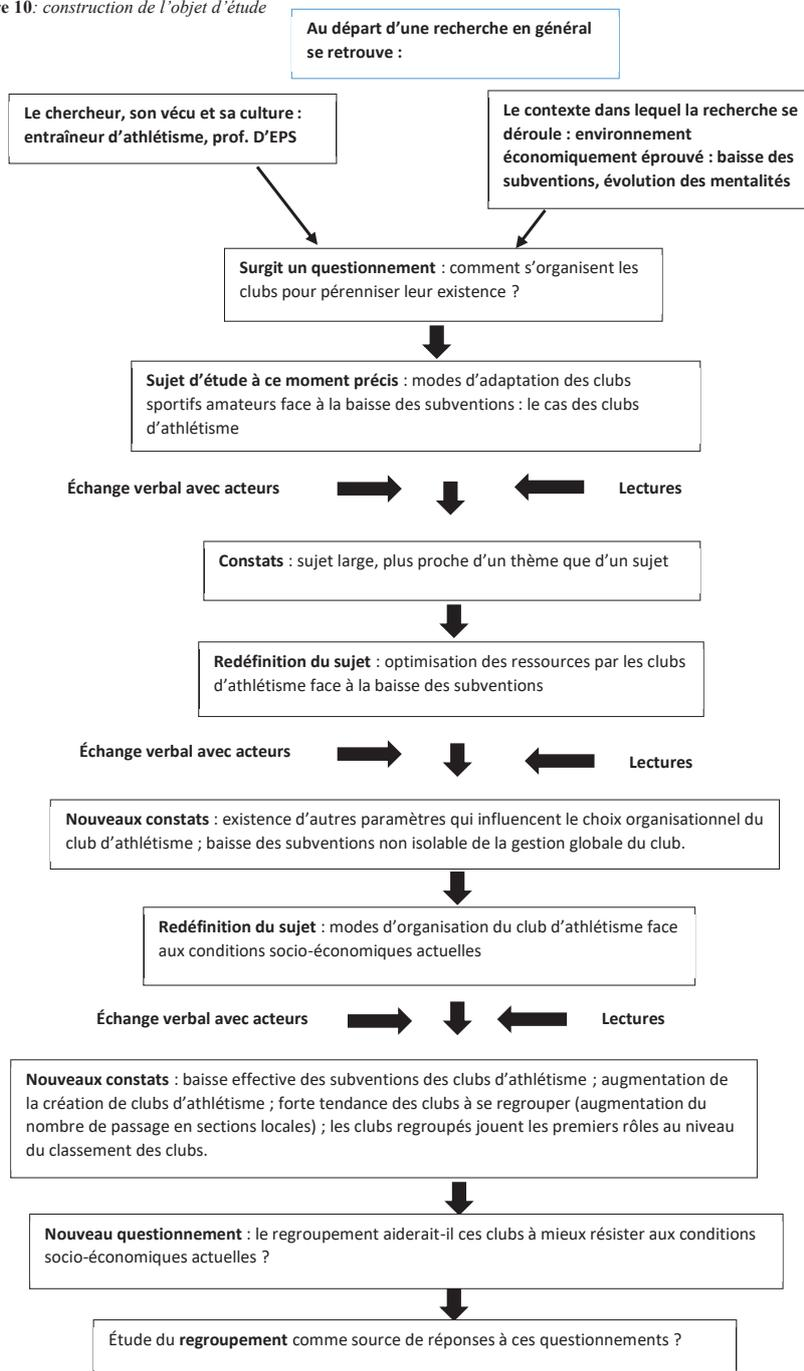 e 10: construction de l'objet d'étude
Au départ d'une recherche en général
se retrouve :
Le chercheur, son vécu et sa culture :
entraîneur d'athlétisme, prof. D'EPS
Le contexte dans lequel la recherche se
déroule : environnement
économiquement éprouvé : baisse des
subventions, évolution des mentalités
Surgit un questionnement : comment s'organisent les
clubs pour pérenniser leur existence ?
Sujet d'étude à ce moment précis : modes d'adaptation des clubs
sportifs amateurs face à la baisse des subventions : le cas des clubs
d'athlétisme
Échange verbal avec acteurs
Lectures
Constats : sujet large, plus proche d'un thème que d'un sujet
Redéfinition du sujet : optimisation des ressources par les clubs
d'athlétisme face à la baisse des subventions
Échange verbal avec acteurs
Lectures
Nouveaux constats : existence d'autres paramètres qui influencent le choix organisationnel du
club d'athlétisme ; baisse des subventions non isolable de la gestion globale du club.
Redéfinition du sujet : modes d'organisation du club d'athlétisme face
aux conditions socio-économiques actuelles
Échange verbal avec acteurs
Lectures
Nouveaux constats : baisse effective des subventions des clubs d'athlétisme ; augmentation de
la création de clubs d'athlétisme ; forte tendance des clubs à se regrouper (augmentation du
nombre de passage en sections locales) ; les clubs regroupés jouent les premiers rôles au niveau
du classement des clubs.
Nouveau questionnement : le regroupement aiderait-il ces clubs à mieux résister aux conditions
socio-économiques actuelles ?
Étude du regroupement comme source de réponses à ces questionnements ?